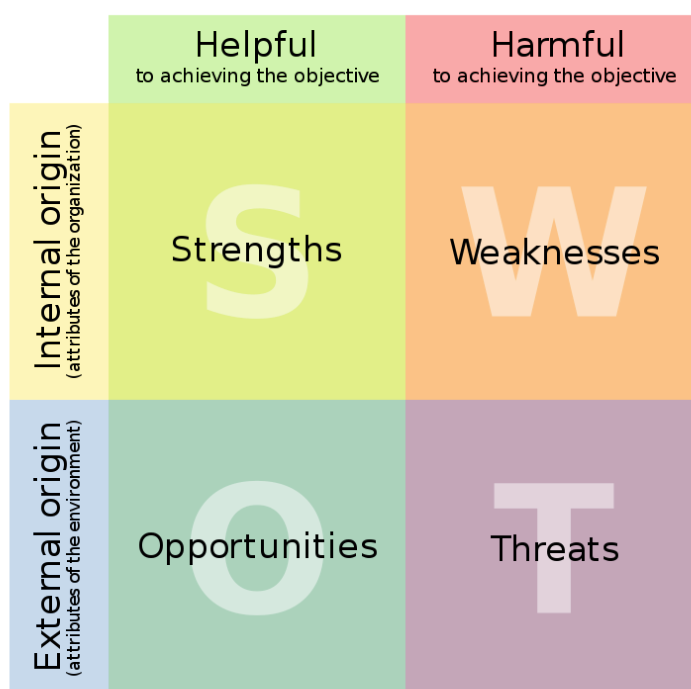 Helpful
to achieving the objective
Harmful
to achieving the objective
Internal origin
(attributes of the organization)
S
Strengths
W
Weaknesses
External origin
(attributes of the environment)
O
Opportunities
T
Threats